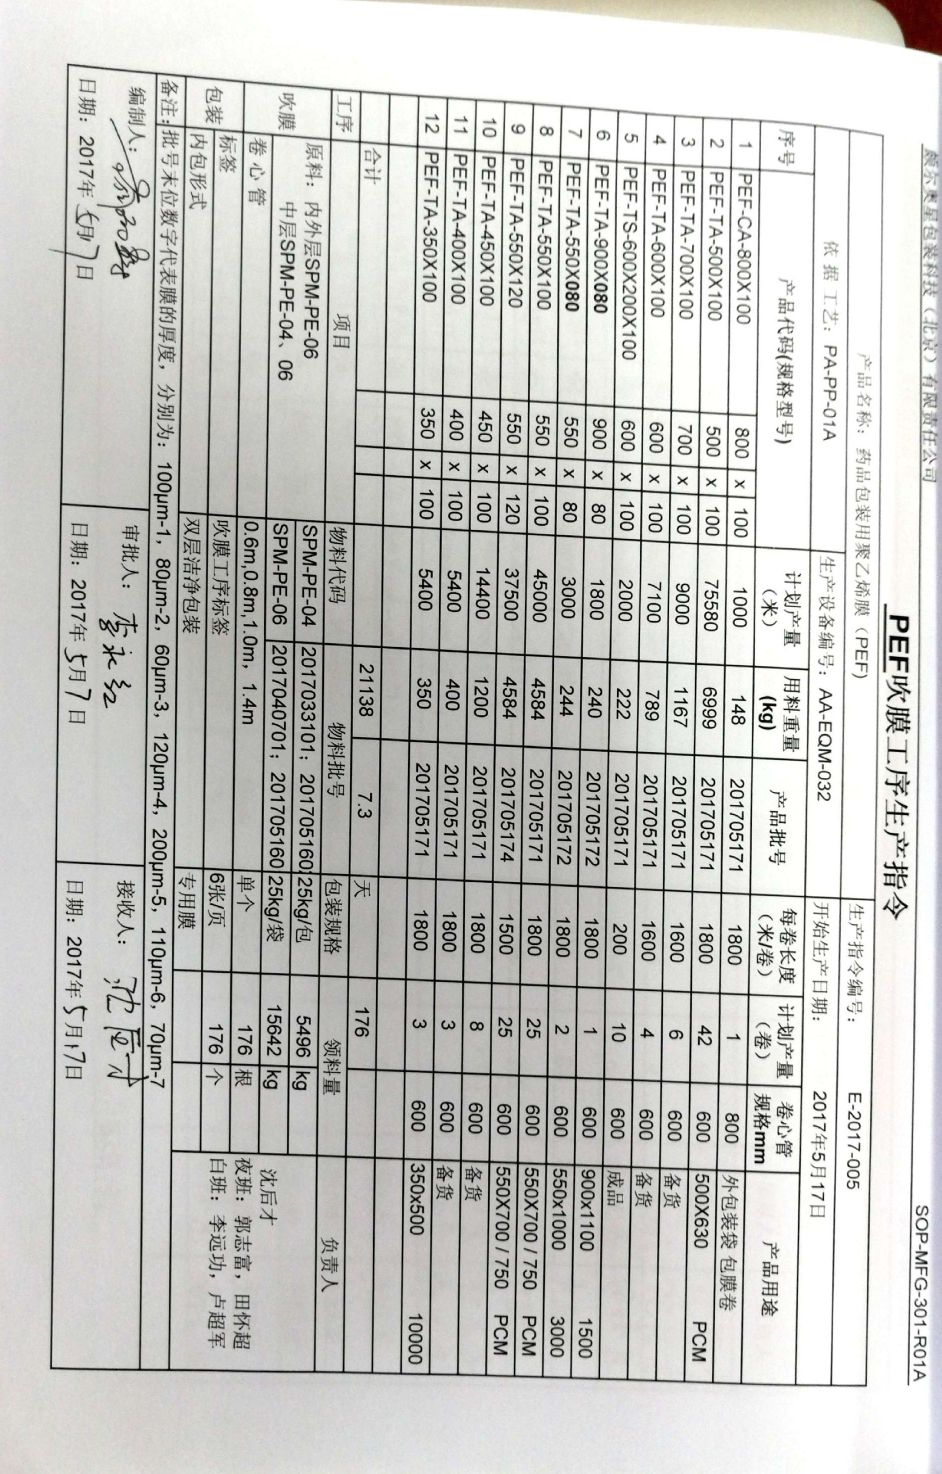 颇尔奥星包装科技（北京）有限责任公司 SOP-MFG-301-R01A
PEF吹膜工序生产指令
产品名称：药品包装用聚乙烯膜（PEF） 生产指令编号： E-2017-005
依据 工艺：PA-PP-01A 生产设备编号：AA-EQM-032 开始生产日期： 2017年5月17日
序号 产品代码(规格型号) 计划产量（米） 用料重量(kg) 产品批号 每卷长度（米/卷） 计划产量（卷） 卷心管规格mm 产品用途
1 PEF-CA-800X100 800 x 100 1000 148 201705171 1800 1 800 外包装袋 包膜卷
2 PEF-TA-500X100 500 x 100 75580 6999 201705171 1800 42 600 500X630 PCM
3 PEF-TA-700X100 700 x 100 9000 1167 201705171 1600 6 600 备货
4 PEF-TA-600X100 600 x 100 7100 789 201705171 1600 4 600 备货
5 PEF-TS-600X200X100 600 x 100 2000 222 201705171 200 10 600 成品
6 PEF-TA-900X080 900 x 80 1800 240 201705172 1800 1 600 900x1100 1500
7 PEF-TA-550X080 550 x 80 3000 244 201705172 1800 2 600 550x1000 3000
8 PEF-TA-550X100 550 x 100 45000 4584 201705171 1800 25 600 550X700 / 750 PCM
9 PEF-TA-550X120 550 x 120 37500 4584 201705174 1500 25 600 550X700 / 750 PCM
10 PEF-TA-450X100 450 x 100 14400 1200 201705171 1800 8 600 备货
11 PEF-TA-400X100 400 x 100 5400 400 201705171 1800 3 600 备货
12 PEF-TA-350X100 350 x 100 5400 350 201705171 1800 3 600 350x500 10000
合计 21138 7.3 天 176
工序 项目 物料代码 物料批号 包装规格 领料量 负责人
吹膜 原料：内外层SPM-PE-06 SPM-PE-04 2017033101；201705160 25kg/包 5496 kg
中层SPM-PE-04、06 SPM-PE-06 2017040701；201705160 25kg/袋 15642 kg 沈后才
卷心管 0.6m,0.8m,1.0m，1.4m 单个 176 根 夜班：郭志富，田怀超
包装 标签 吹膜工序标签 6张/页 176 个 白班：李远功，卢超军
内包形式 双层洁净包装 专用膜
备注：批号末位数字代表膜的厚度，分别为：100μm-1，80μm-2，60μm-3，120μm-4，200μm-5，110μm-6，70μm-7
编制人： 审批人：李永红 接收人：沈后才
日期：2017年5月17日 日期：2017年5月17日 日期：2017年5月17日